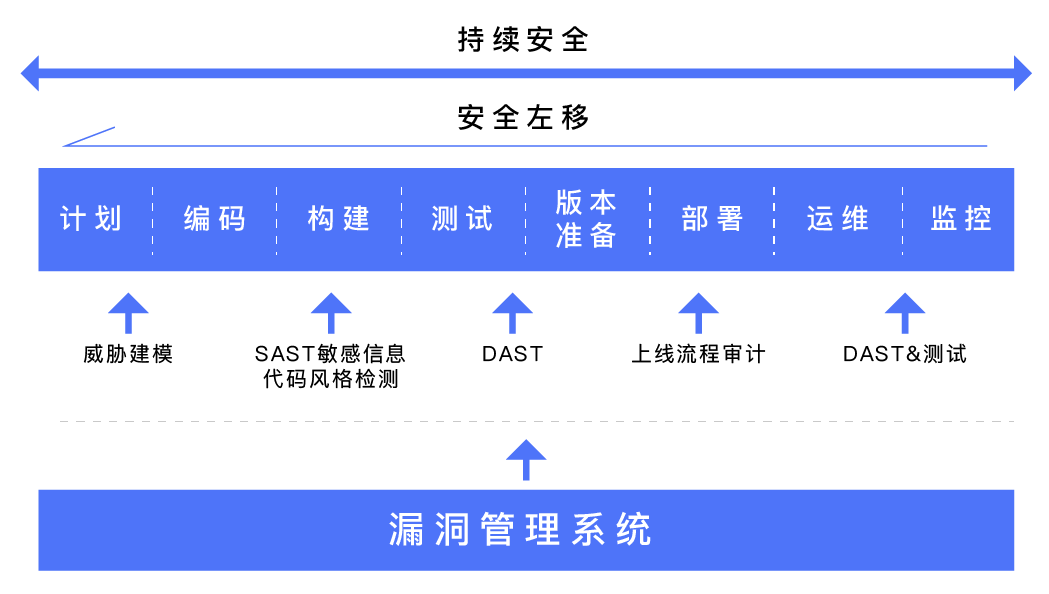 持续安全
安全左移
计划
编码
构建
测试
版本
准备
部署
运维
监控
威胁建模
SAST敏感信息
代码风格检测
DAST
上线流程审计
DAST&测试
漏洞管理系统